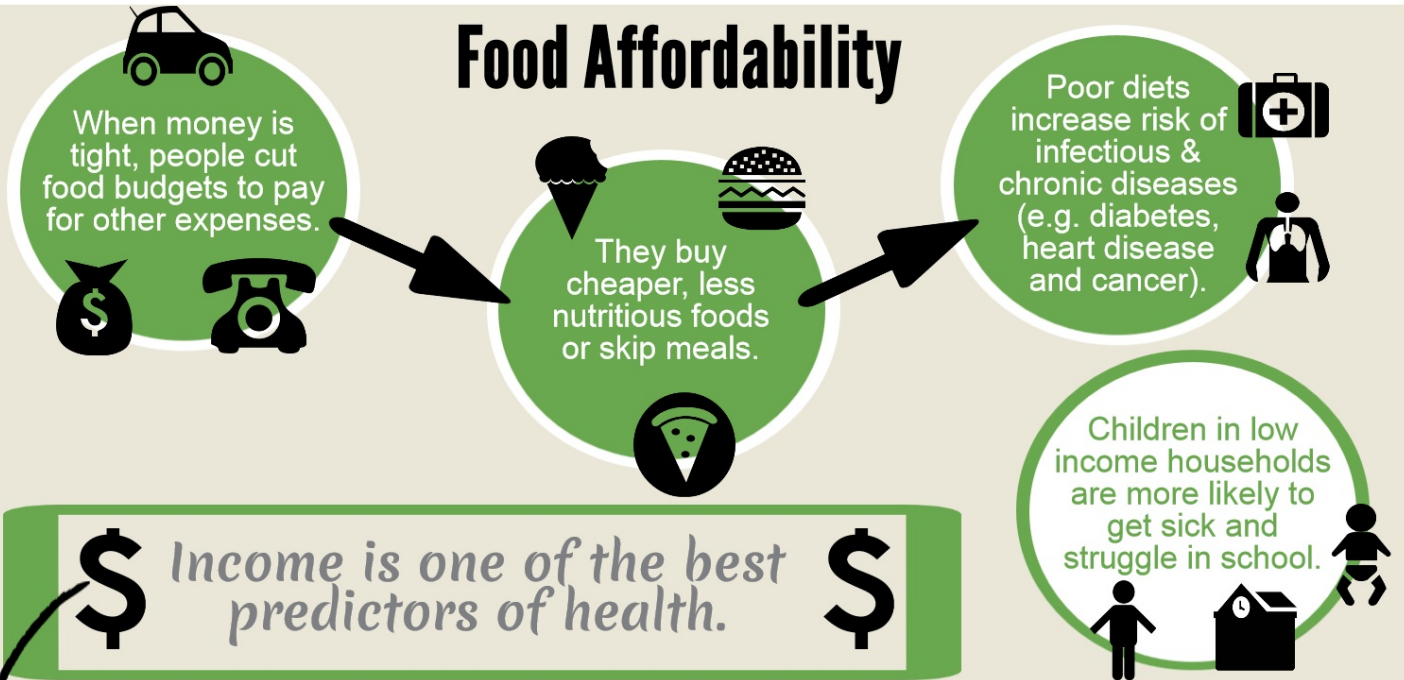 Food Affordability
When money is
tight, people cut
food budgets to pay
for other expenses.
$
They buy
cheaper, less
nutritious foods
or skip meals.
Poor diets
increase risk of
infectious &
chronic diseases
(e.g. diabetes,
heart disease
and cancer).
Children in low
income households
are more likely to
get sick and
struggle in school.
$ Income is one of the best $
predictors of health.